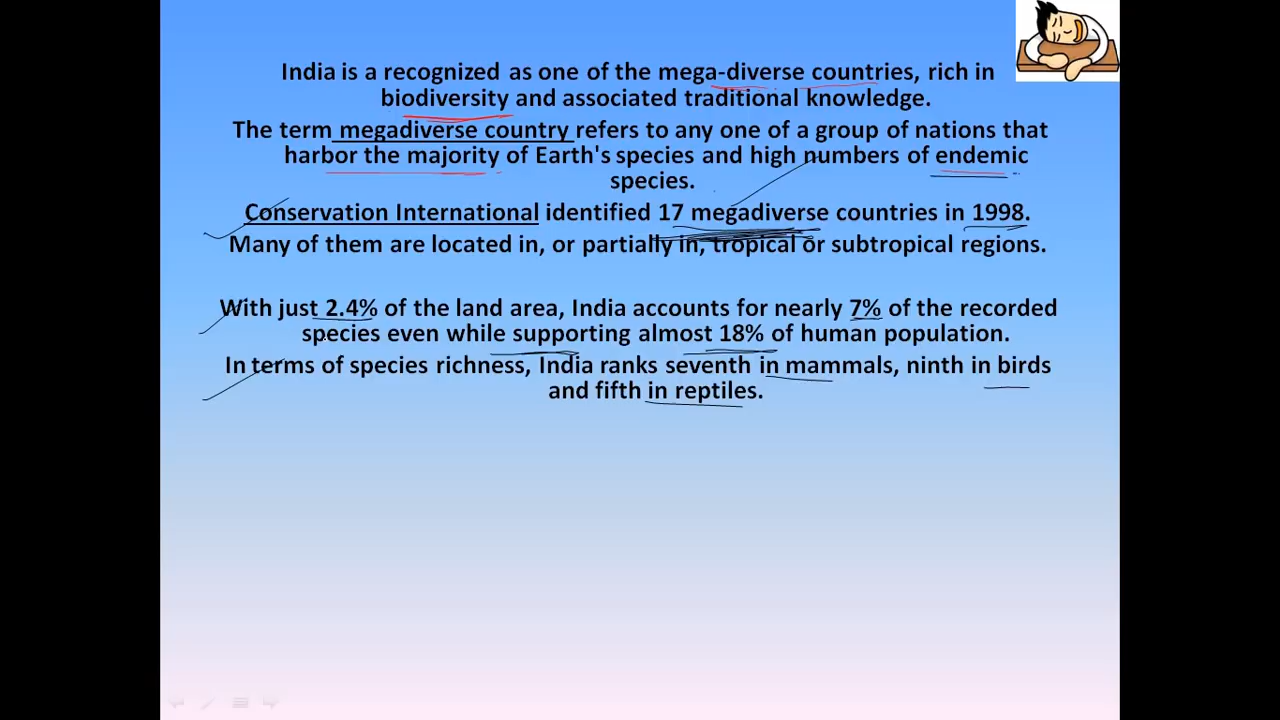 India is a recognized as one of the mega-diverse countries, rich in
biodiversity and associated traditional knowledge.
The term megadiverse country refers to any one of a group of nations that
harbor the majority of Earth's species and high numbers of endemic
species.
Conservation International identified 17 megadiverse countries in 1998.
Many of them are located in, or partially in, tropical or subtropical regions.
With just 2.4% of the land area, India accounts for nearly 7% of the recorded
species even while supporting almost 18% of human population.
In terms of species richness, India ranks seventh in mammals, ninth in birds
and fifth in reptiles.